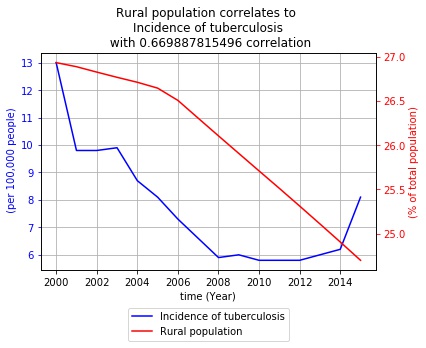 Rural population correlates to
Incidence of tuberculosis
with 0.669887815496 correlation
13
12
11
10
9
8
7
6
(per 100,000 people)
27.0
26.5
26.0
25.5
25.0
(% of total population)
2000 2002 2004 2006 2008 2010 2012 2014
time (Year)
Incidence of tuberculosis
Rural population